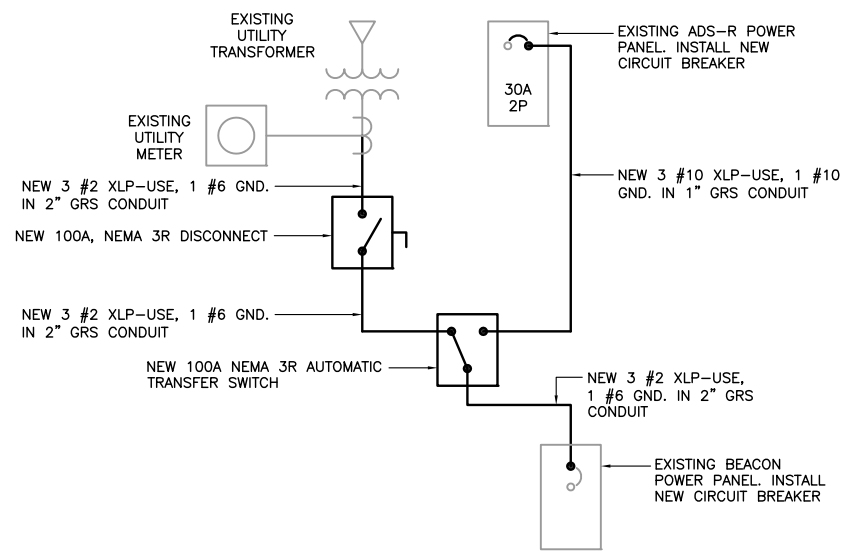 EXISTING
UTILITY
TRANSFORMER
EXISTING ADS-R POWER
PANEL. INSTALL NEW
CIRCUIT BREAKER
30A
2P
EXISTING
UTILITY
METER
NEW 3 #2 XLP-USE, 1 #6 GND.
IN 2" GRS CONDUIT
NEW 3 #10 XLP-USE, 1 #10
GND. IN 1" GRS CONDUIT
NEW 100A, NEMA 3R DISCONNECT
NEW 3 #2 XLP-USE, 1 #6 GND.
IN 2" GRS CONDUIT
NEW 100A NEMA 3R AUTOMATIC
TRANSFER SWITCH
NEW 3 #2 XLP-USE,
1 #6 GND. IN 2" GRS
CONDUIT
EXISTING BEACON
POWER PANEL. INSTALL
NEW CIRCUIT BREAKER